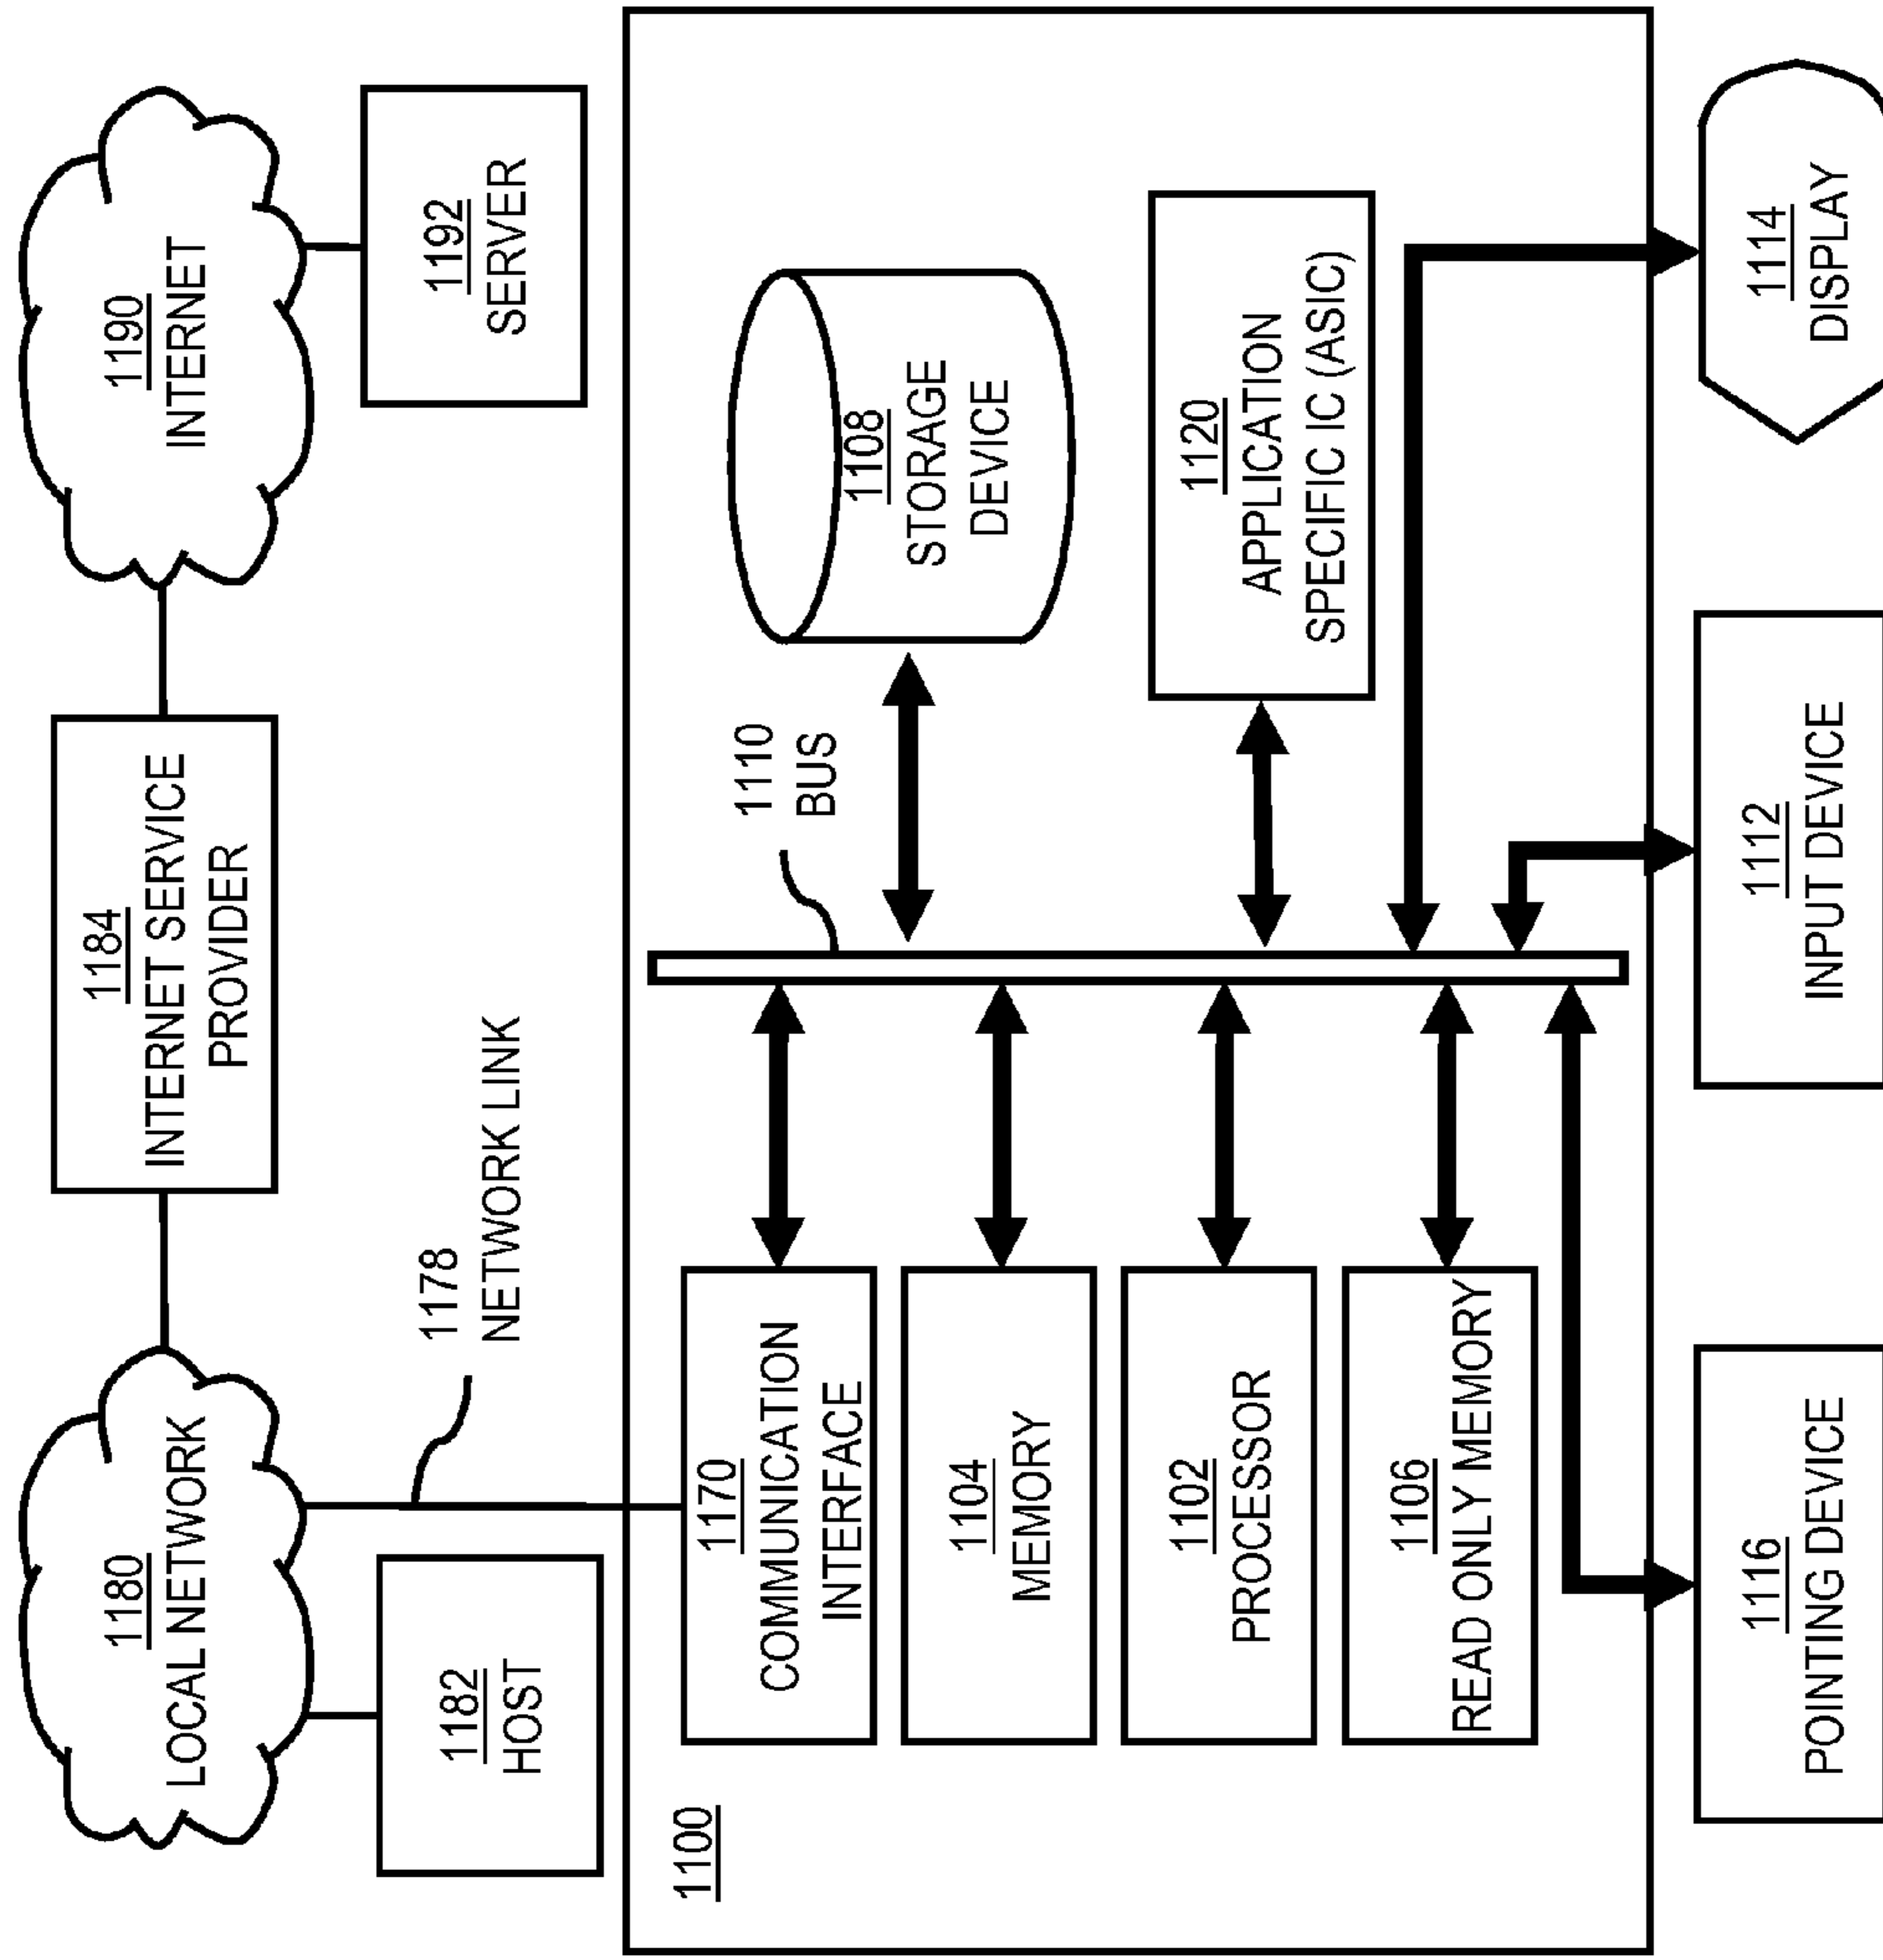 1180
LOCAL NETWORK
1184
INTERNET SERVICE
PROVIDER
1190
INTERNET
1182
HOST
1178
NETWORK LINK
1192
SERVER
1100
1170
COMMUNICATION
INTERFACE
1110
BUS
1108
STORAGE
DEVICE
1104
MEMORY
1102
PROCESSOR
1120
APPLICATION
SPECIFIC IC (ASIC)
1106
READ ONLY MEMORY
1116
POINTING DEVICE
1112
INPUT DEVICE
1114
DISPLAY